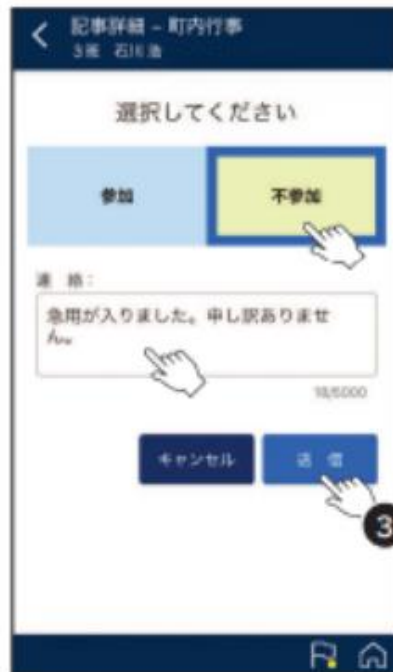 記事詳細 – 町内行事
3班 石川 浩
選択してください
参加
不参加
連 絡:
急用が入りました。申し訳ありませ
ん。
18/5000
キャンセル
送 信
3